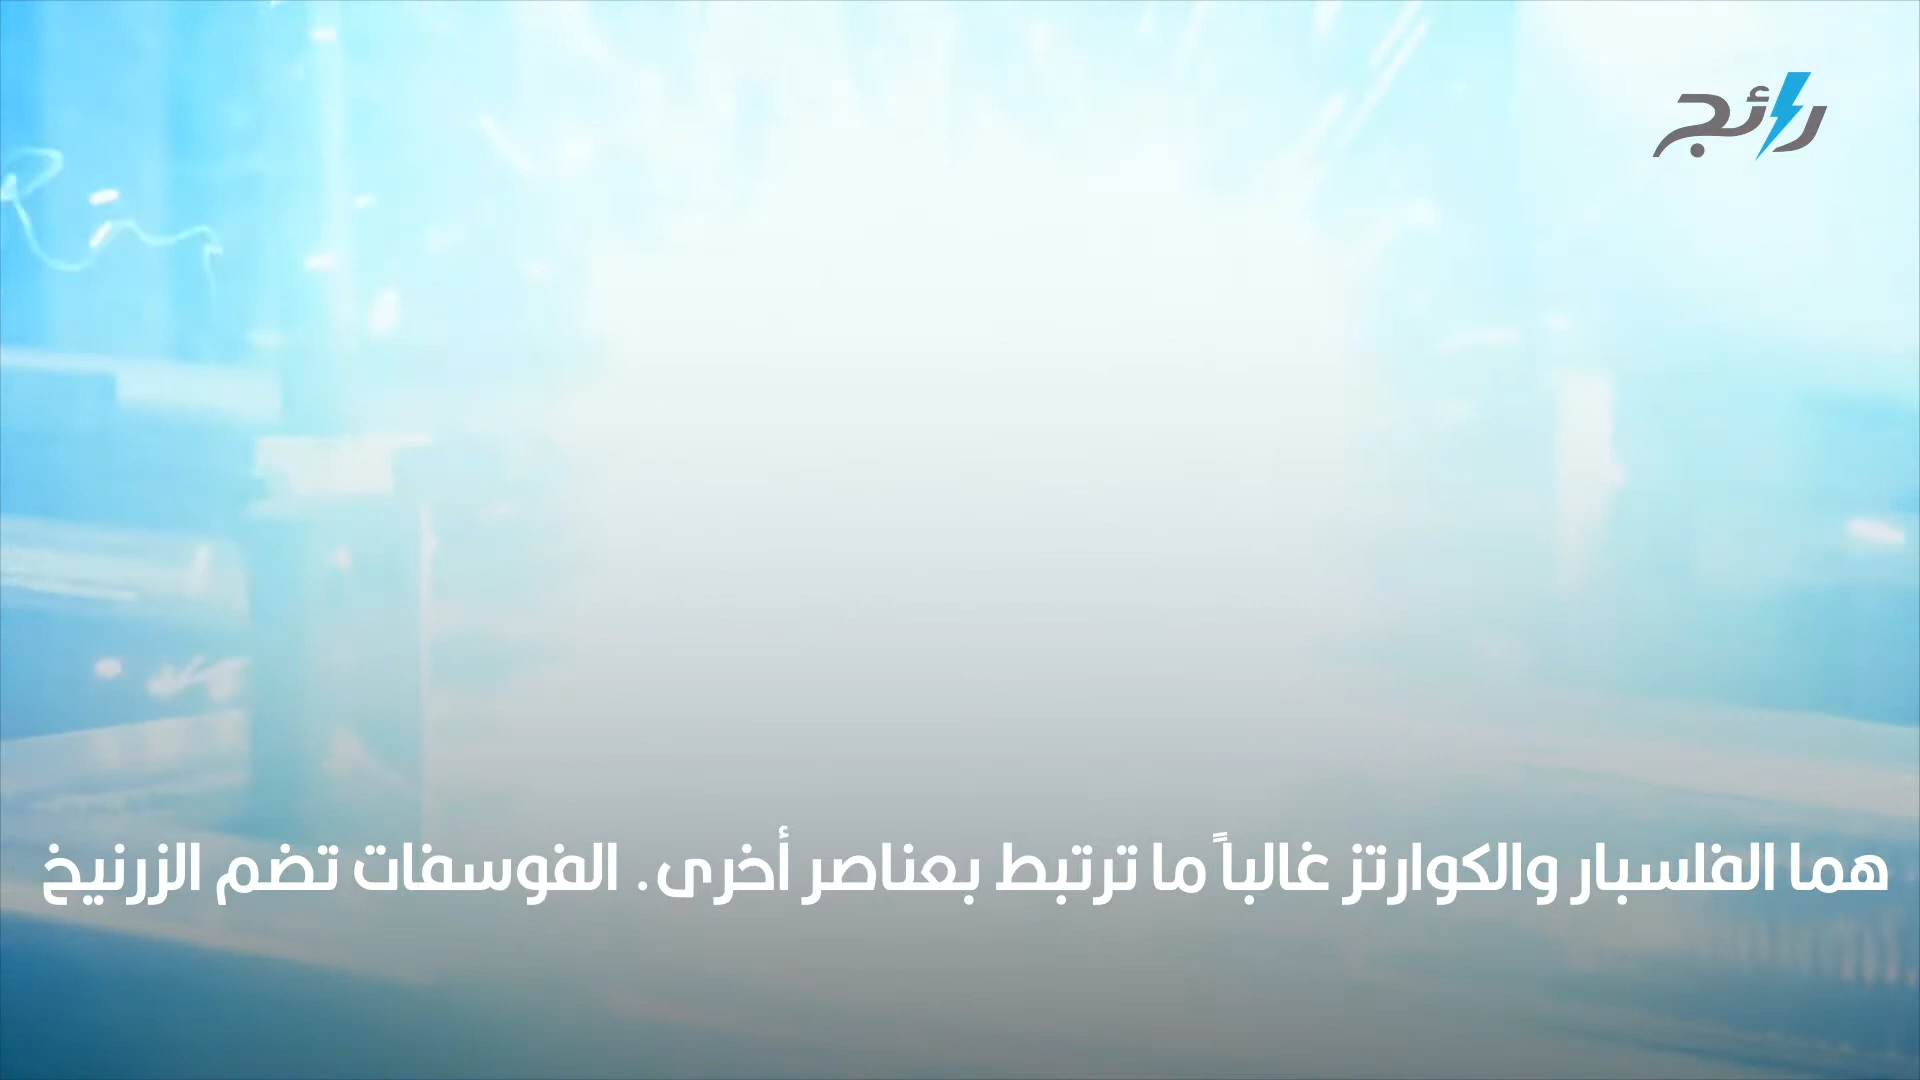 رائج
هما الفلسبار والكوارتز غالباً ما ترتبط بعناصر أخرى. الفوسفات تضم الزرنيخ